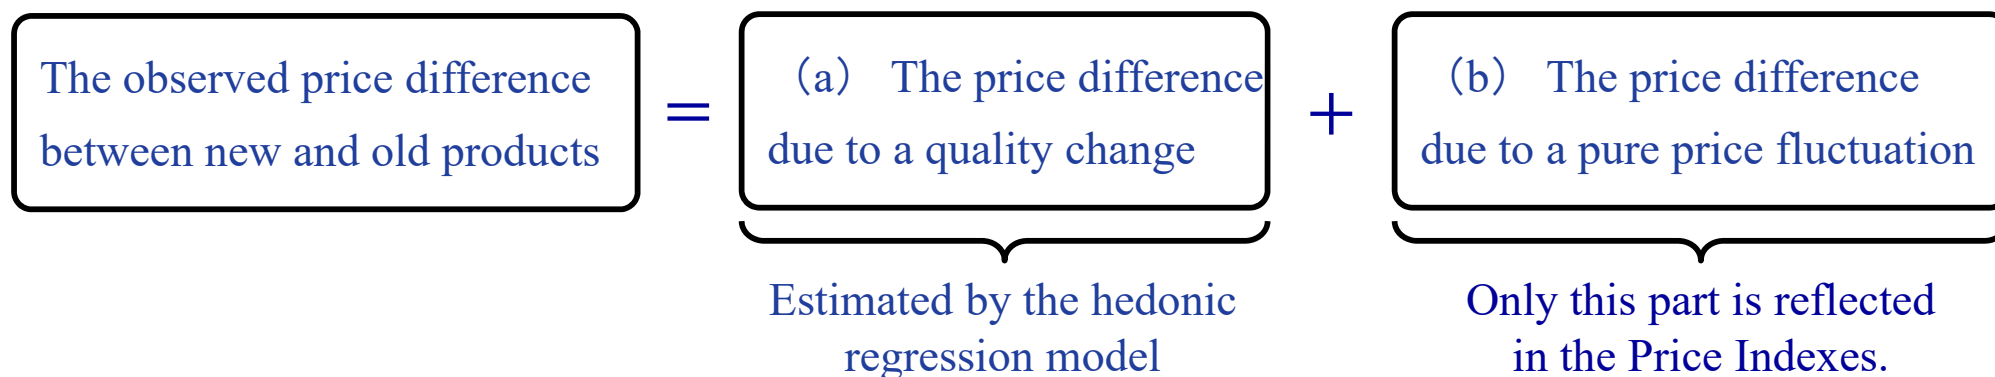 The observed price difference
between new and old products
=
（a） The price difference
due to a quality change
+
（b） The price difference
due to a pure price fluctuation
Estimated by the hedonic
regression model
Only this part is reflected
in the Price Indexes.